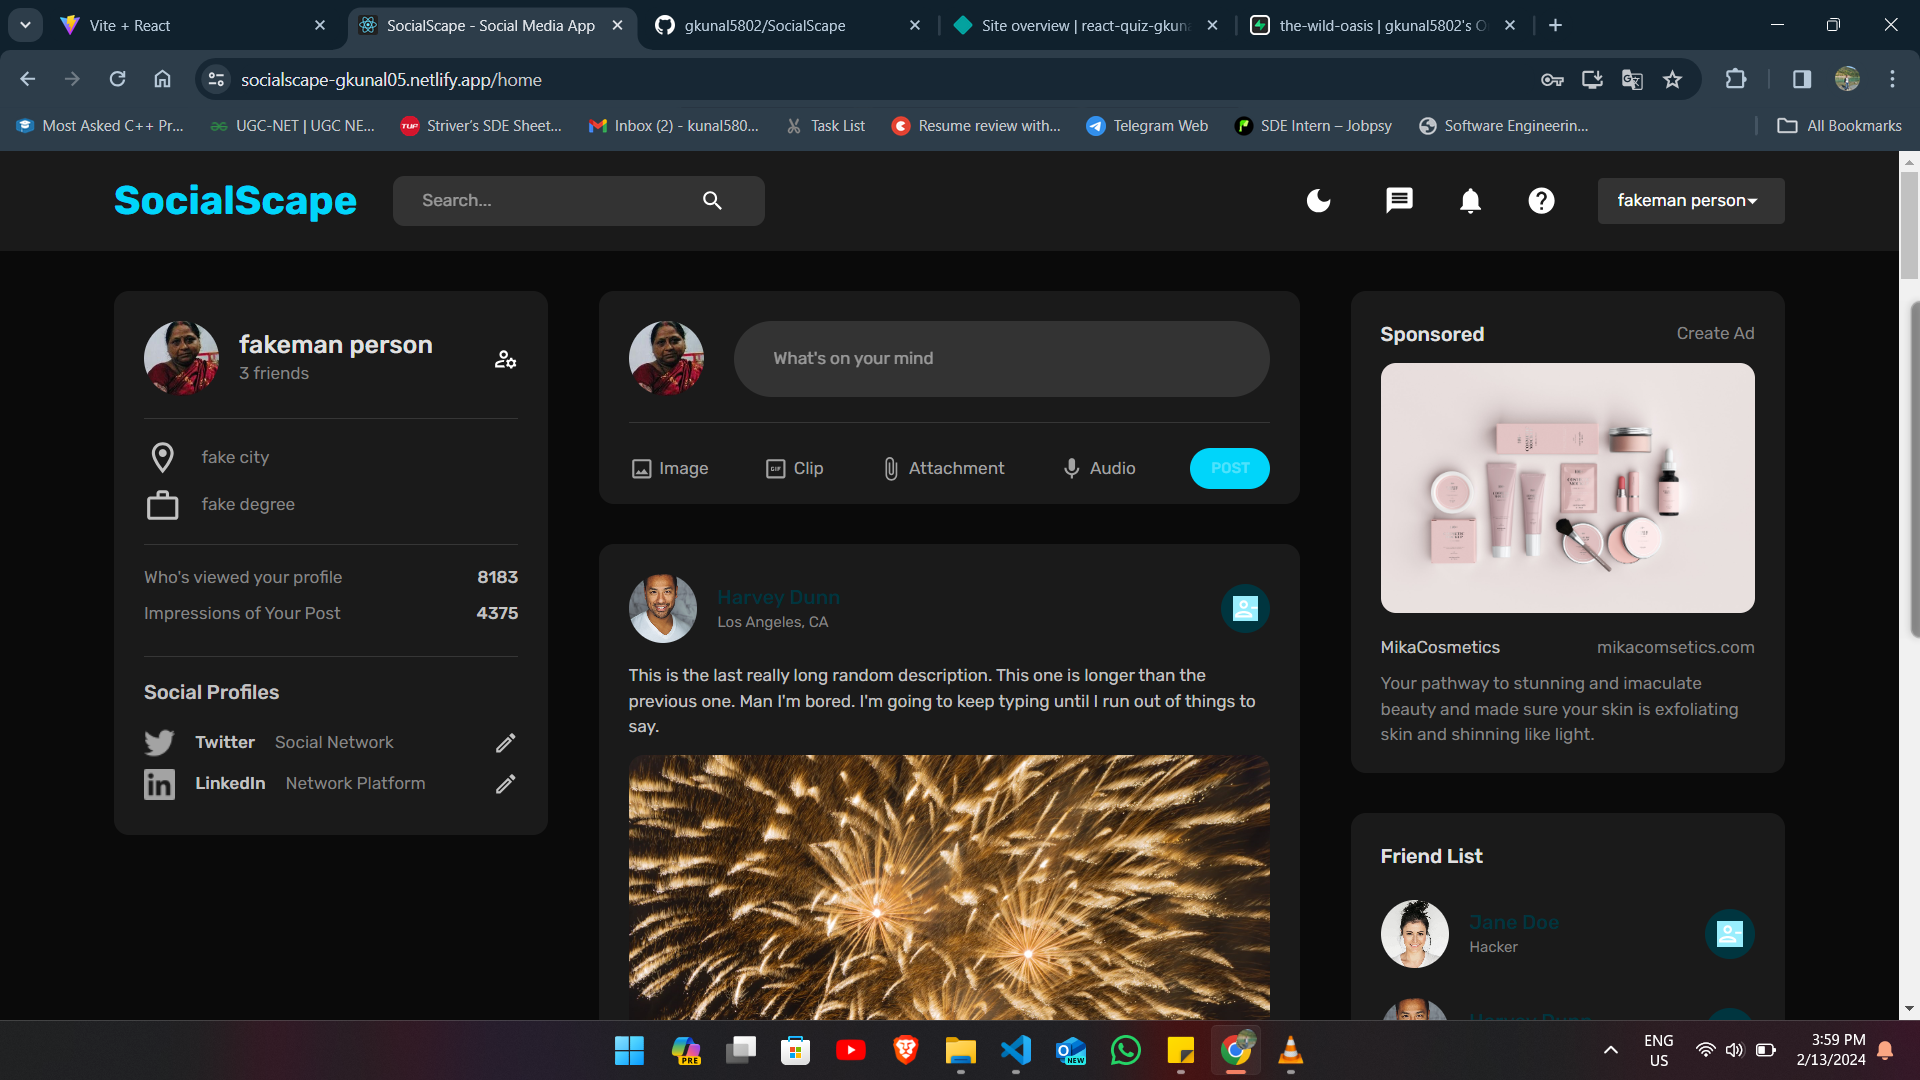 Vite + React
SocialScape - Social Media App
gkunal5802/SocialScape
Site overview | react-quiz-gkuna
the-wild-oasis | gkunal5802's O
socialscape-gkunal05.netlify.app/home
Most Asked C++ Pr...
UGC-NET | UGC NE...
Striver's SDE Sheet...
Inbox (2) - kunal580...
Task List
Resume review with...
Telegram Web
SDE Intern – Jobpsy
Software Engineerin...
All Bookmarks
SocialScape
Search...
fakeman person
fakeman person
3 friends
fake city
fake degree
Who's viewed your profile 8183
Impressions of Your Post 4375
Social Profiles
Twitter Social Network
LinkedIn Network Platform
What's on your mind
Image
GIF Clip
Attachment
Audio
POST
Harvey Dunn
Los Angeles, CA
This is the last really long random description. This one is longer than the
previous one. Man I'm bored. I'm going to keep typing until I run out of things to
say.
Sponsored
Create Ad
MikaCosmetics
mikacomsetics.com
Your pathway to stunning and imaculate
beauty and made sure your skin is exfoliating
skin and shinning like light.
Friend List
Jane Doe
Hacker
Harvey Dunn
PRE
NEW
ENG
US
3:59 PM
2/13/2024